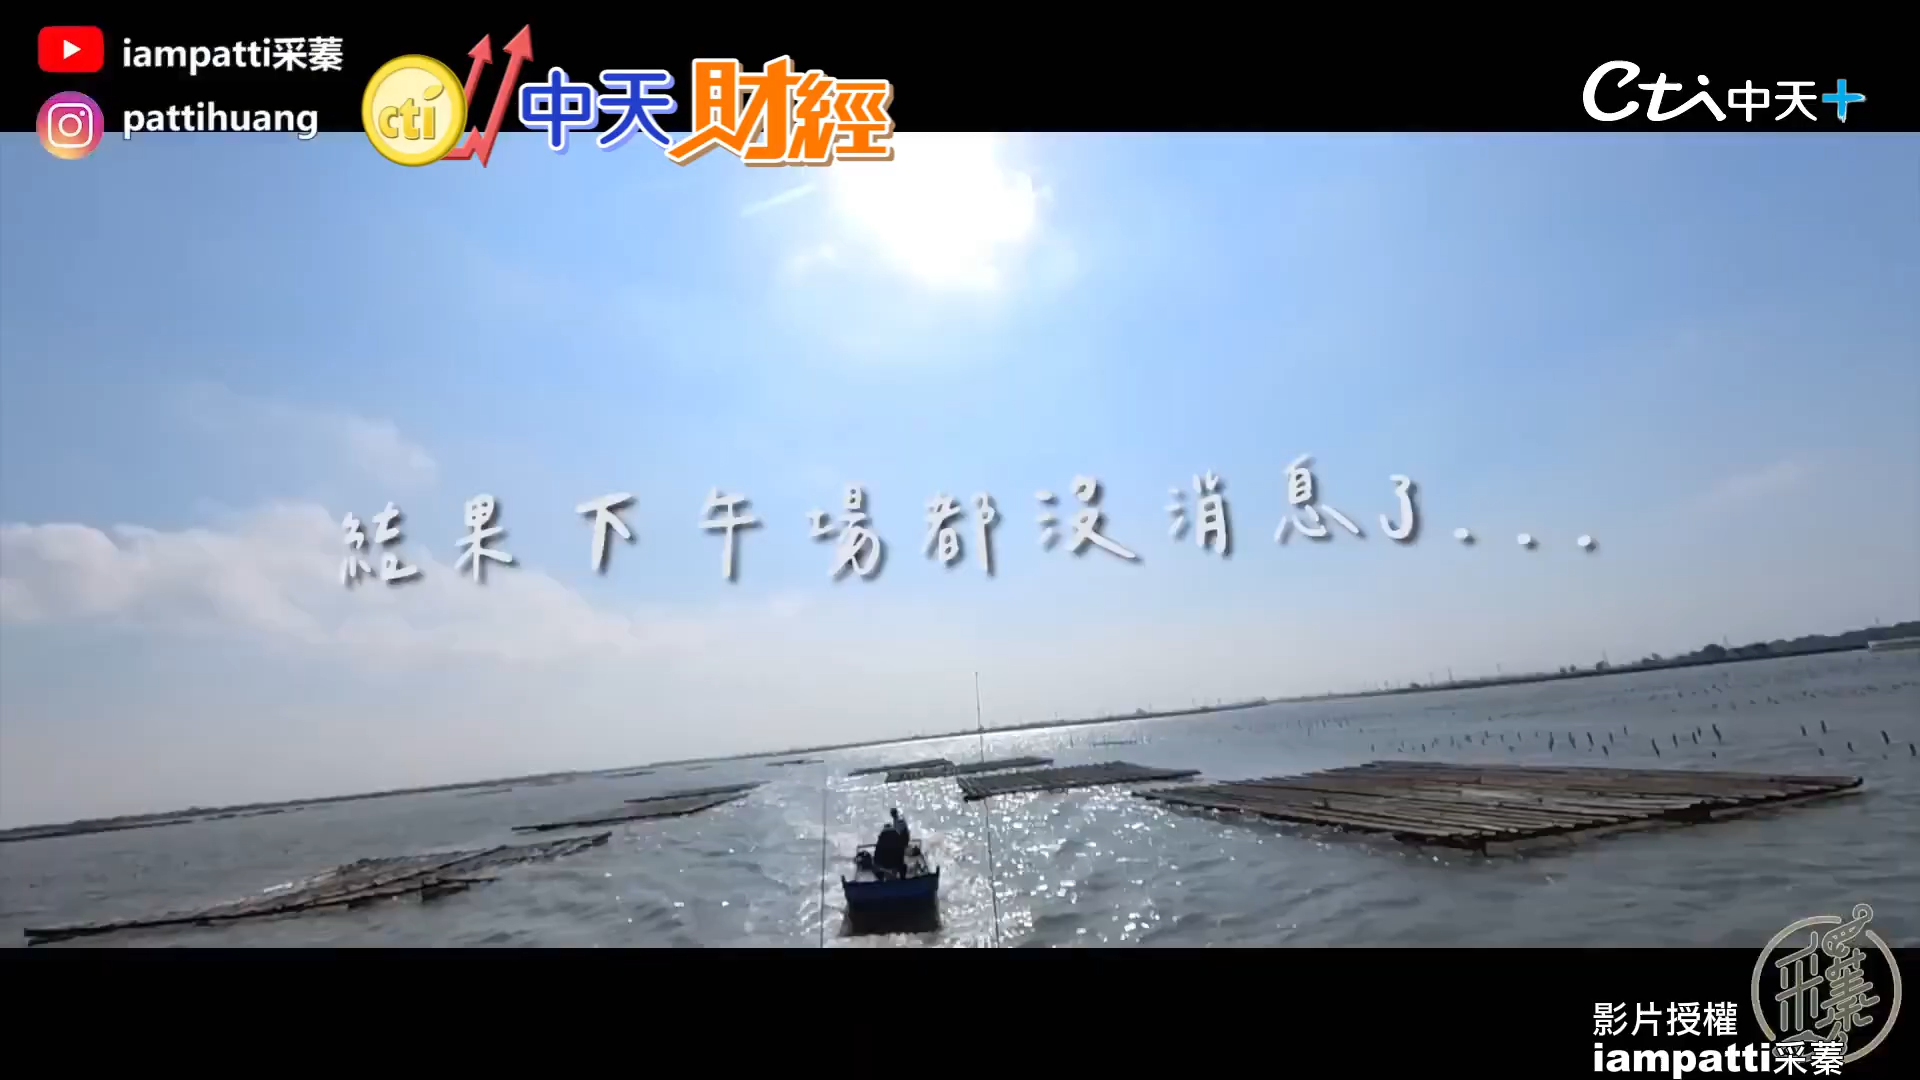 iampatti采蓁
pattihuang
cti
中天財經
Cti中天+
結果下午場都沒消息了...
采蓁
影片授權
iampatti采蓁